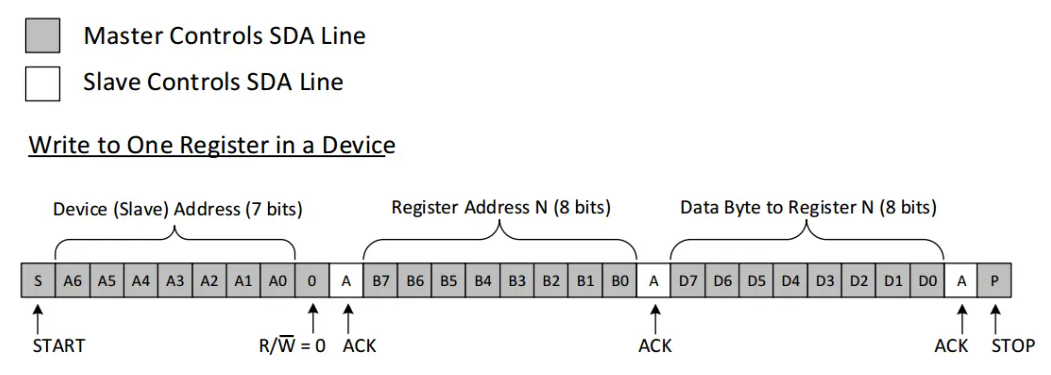 Master Controls SDA Line
Slave Controls SDA Line
Write to One Register in a Device
Device (Slave) Address (7 bits) Register Address N (8 bits) Data Byte to Register N (8 bits)
S A6 A5 A4 A3 A2 A1 A0 0 A B7 B6 B5 B4 B3 B2 B1 B0 A D7 D6 D5 D4 D3 D2 D1 D0 A P
START R/W̅ = 0 ACK ACK ACK STOP